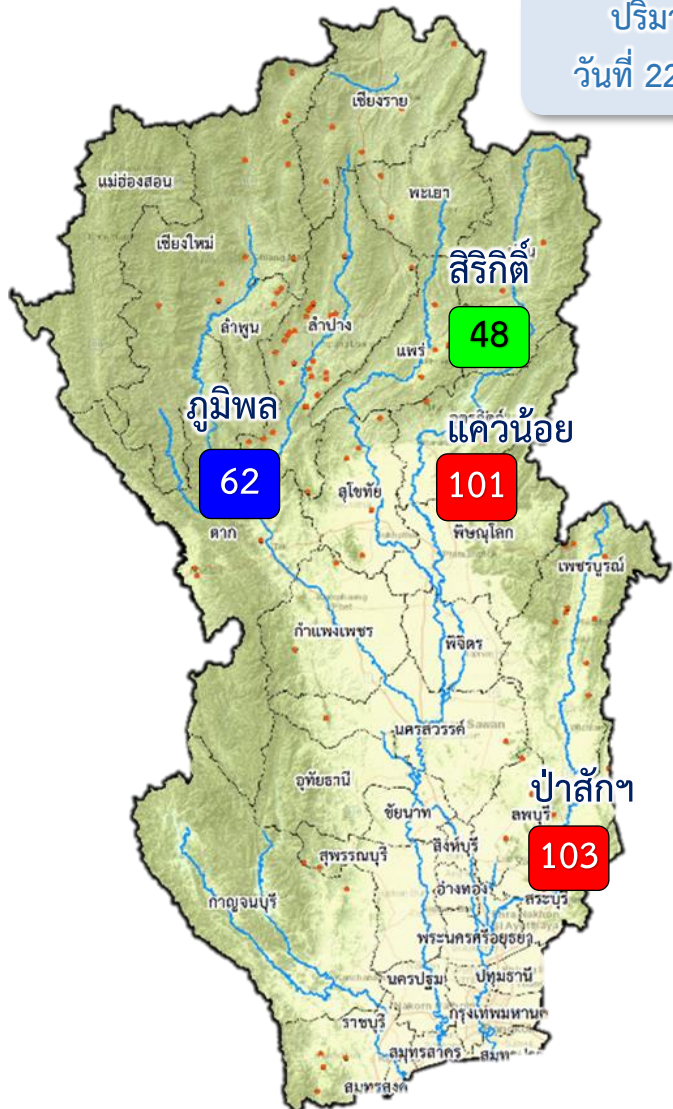 ปริมา
วันที่ 22
เชียงราย
แม่ฮ่องสอน
พะเยา
เชียงใหม่
สิริกิติ์
48
ลำพูน
ลำปาง
แพร่
ภูมิพล
62
แควน้อย
101
สุโขทัย
ตาก
พิษณุโลก
เพชรบูรณ์
กำแพงเพชร
พิจิตร
นครสวรรค์
Sawan
อุทัยธานี
ป่าสักฯ
103
ชัยนาท
ลพบุรี
สิงห์บุรี
สุพรรณบุรี
อ่างทอง
สระบุรี
กาญจนบุรี
พระนครศรีอยุธยา
นครปฐม
ปทุมธานี
ราชบุรี
กรุงเทพมหานค
สมุทรสาคร
สมุทรสงค